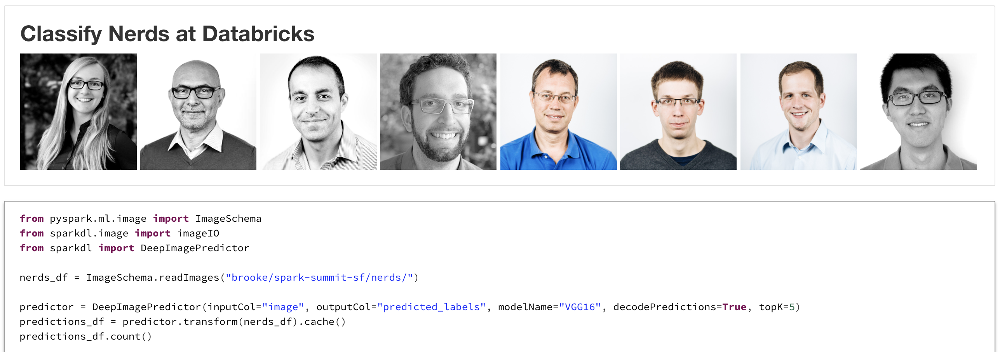 Classify Nerds at Databricks
from pyspark.ml.image import ImageSchema
from sparkdl.image import imageIO
from sparkdl import DeepImagePredictor
nerds_df = ImageSchema.readImages("brooke/spark-summit-sf/nerds/")
predictor = DeepImagePredictor(inputCol="image", outputCol="predicted_labels", modelName="VGG16", decodePredictions=True, topK=5)
predictions_df = predictor.transform(nerds_df).cache()
predictions_df.count()